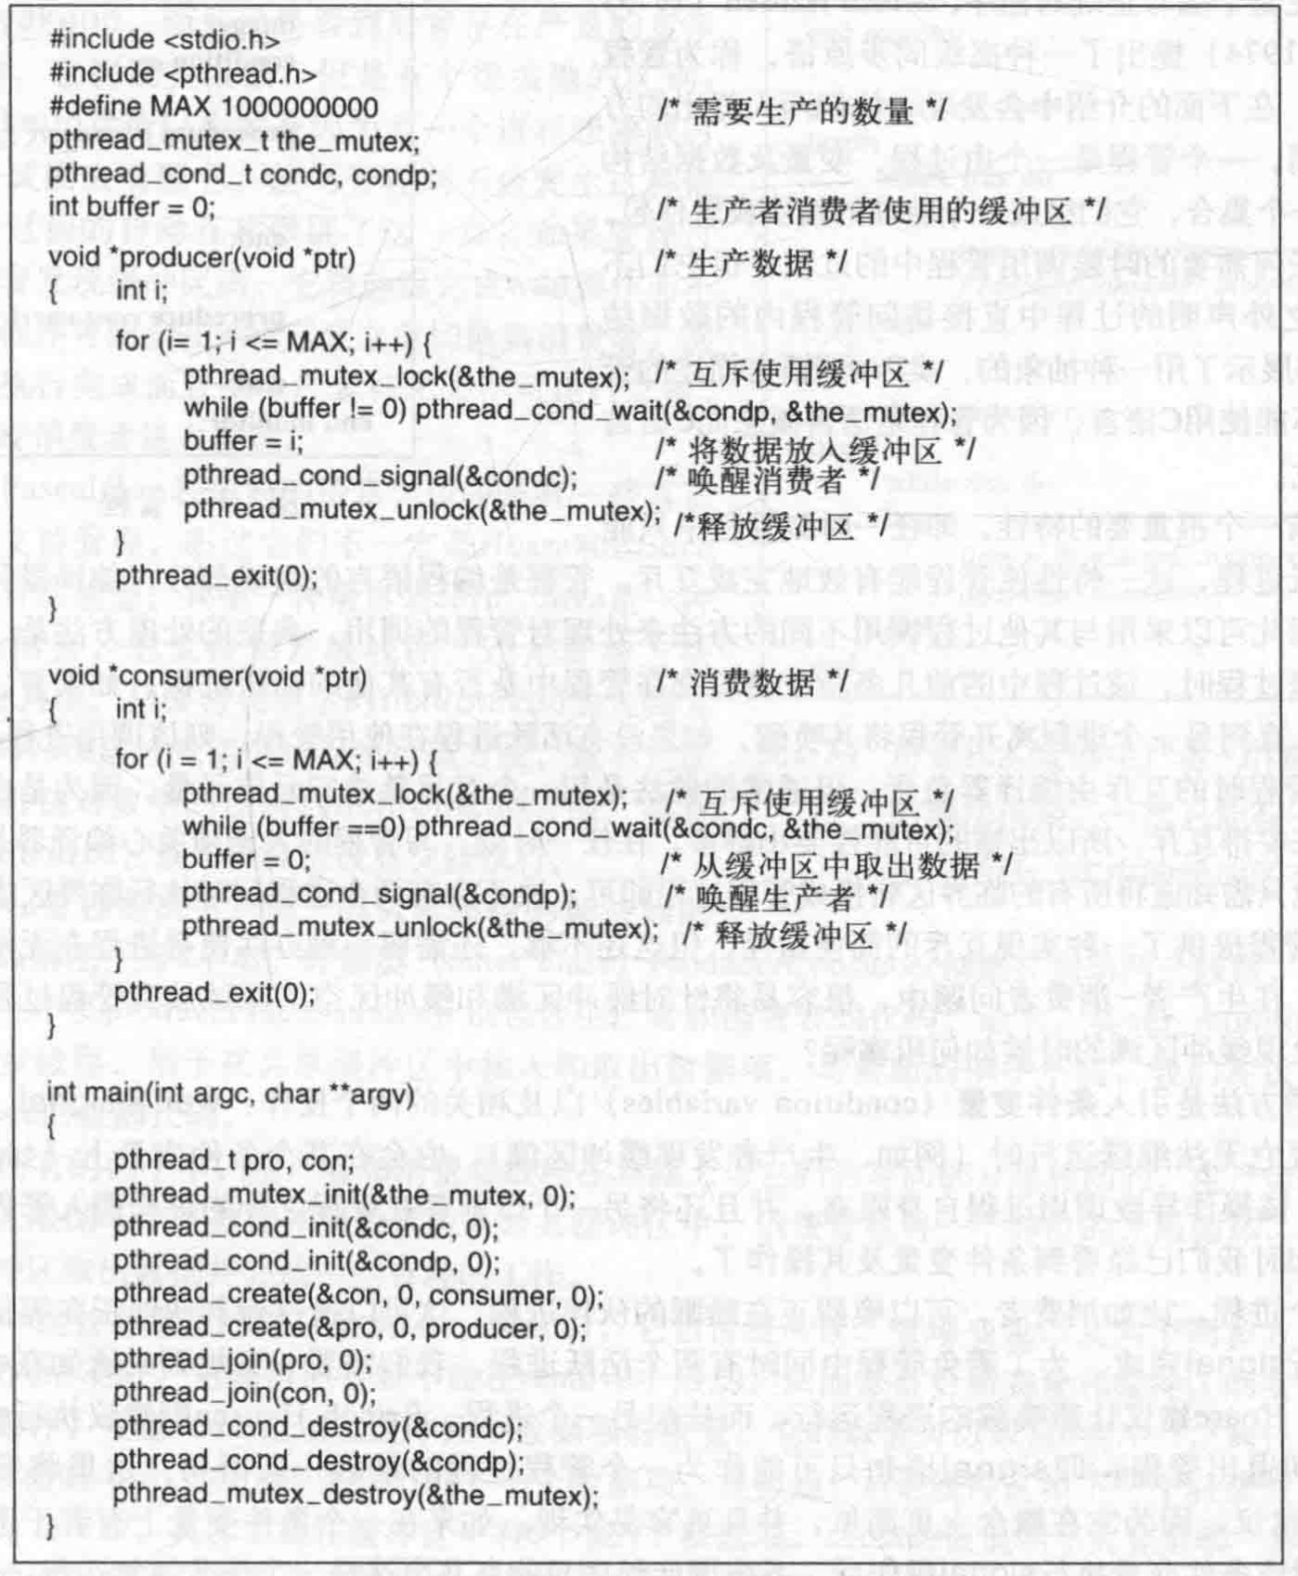 #include <stdio.h>
#include <pthread.h>
#define MAX 1000000000 /* 需要生产的数量 */
pthread_mutex_t the_mutex;
pthread_cond_t condc, condp;
int buffer = 0; /* 生产者消费者使用的缓冲区 */
void *producer(void *ptr) /* 生产数据 */
{ int i;
for (i= 1; i <= MAX; i++) {
pthread_mutex_lock(&the_mutex); /* 互斥使用缓冲区 */
while (buffer != 0) pthread_cond_wait(&condp, &the_mutex);
buffer = i; /* 将数据放入缓冲区 */
pthread_cond_signal(&condc); /* 唤醒消费者 */
pthread_mutex_unlock(&the_mutex); /*释放缓冲区 */
}
pthread_exit(0);
}
void *consumer(void *ptr) /* 消费数据 */
{ int i;
for (i = 1; i <= MAX; i++) {
pthread_mutex_lock(&the_mutex); /* 互斥使用缓冲区 */
while (buffer ==0) pthread_cond_wait(&condc, &the_mutex);
buffer = 0; /* 从缓冲区中取出数据 */
pthread_cond_signal(&condp); /* 唤醒生产者 */
pthread_mutex_unlock(&the_mutex); /* 释放缓冲区 */
}
pthread_exit(0);
}
int main(int argc, char **argv)
{
pthread_t pro, con;
pthread_mutex_init(&the_mutex, 0);
pthread_cond_init(&condc, 0);
pthread_cond_init(&condp, 0);
pthread_create(&con, 0, consumer, 0);
pthread_create(&pro, 0, producer, 0);
pthread_join(pro, 0);
pthread_join(con, 0);
pthread_cond_destroy(&condc);
pthread_cond_destroy(&condp);
pthread_mutex_destroy(&the_mutex);
}